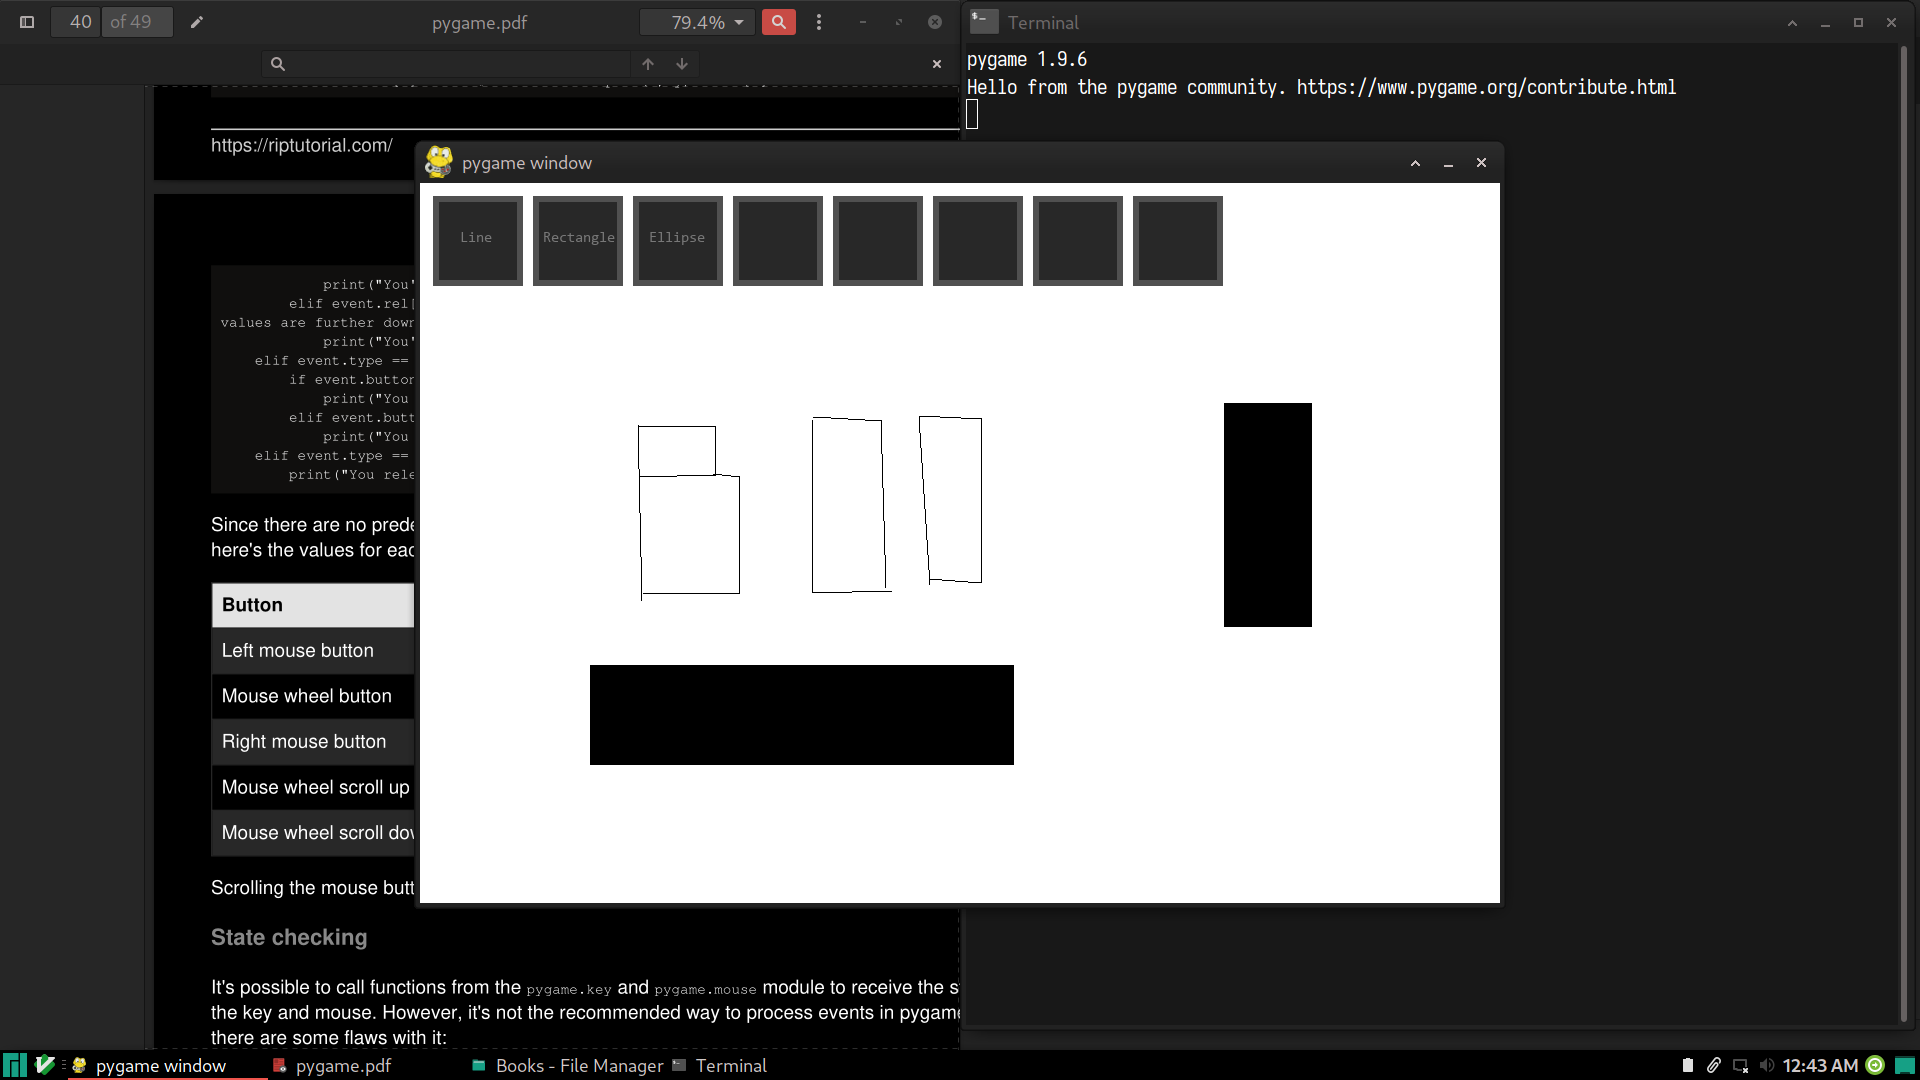 40 of 49
pygame.pdf
79.4%
Terminal
pygame 1.9.6
Hello from the pygame community. https://www.pygame.org/contribute.html
https://riptutorial.com/
pygame window
Line
Rectangle
Ellipse
print("You'
elif event.rel[
values are further down
print("You'
elif event.type ==
if event.button
print("You
elif event.butt
print("You
elif event.type ==
print("You rele
Since there are no prede
here's the values for eac
Button
Left mouse button
Mouse wheel button
Right mouse button
Mouse wheel scroll up
Mouse wheel scroll dow
Scrolling the mouse butt
State checking
It's possible to call functions from the pygame.key and pygame.mouse module to receive the s
the key and mouse. However, it's not the recommended way to process events in pygame
there are some flaws with it:
pygame window
pygame.pdf
Books - File Manager
Terminal
12:43 AM